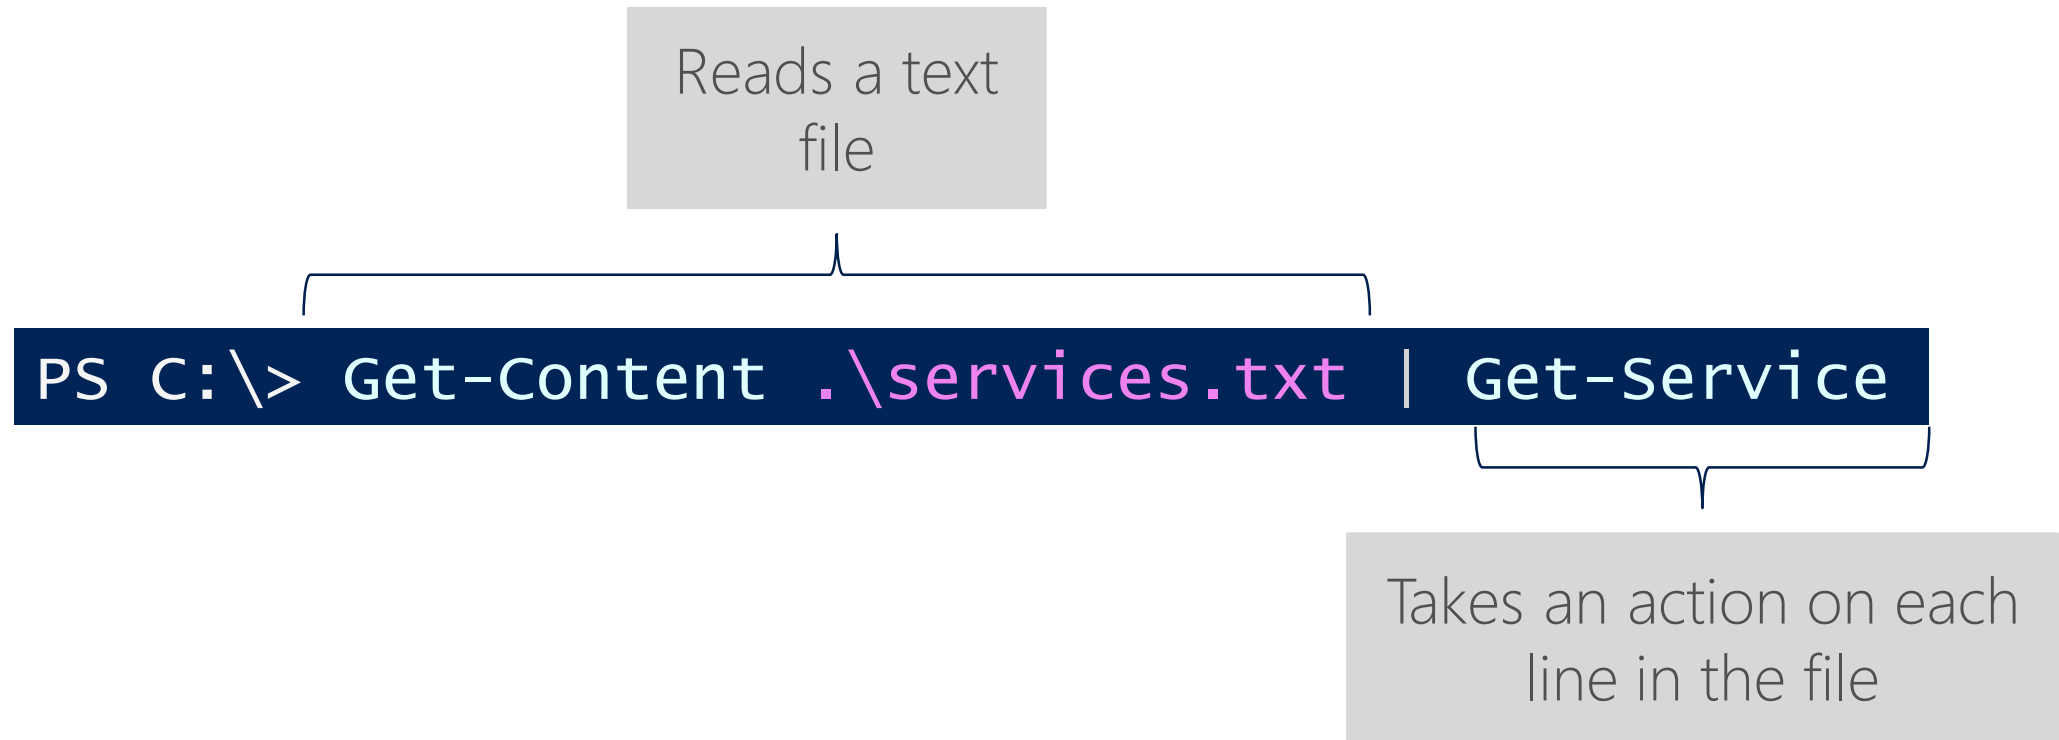 Reads a text
file
PS C:\> Get-Content .\services.txt | Get-Service
Takes an action on each
line in the file